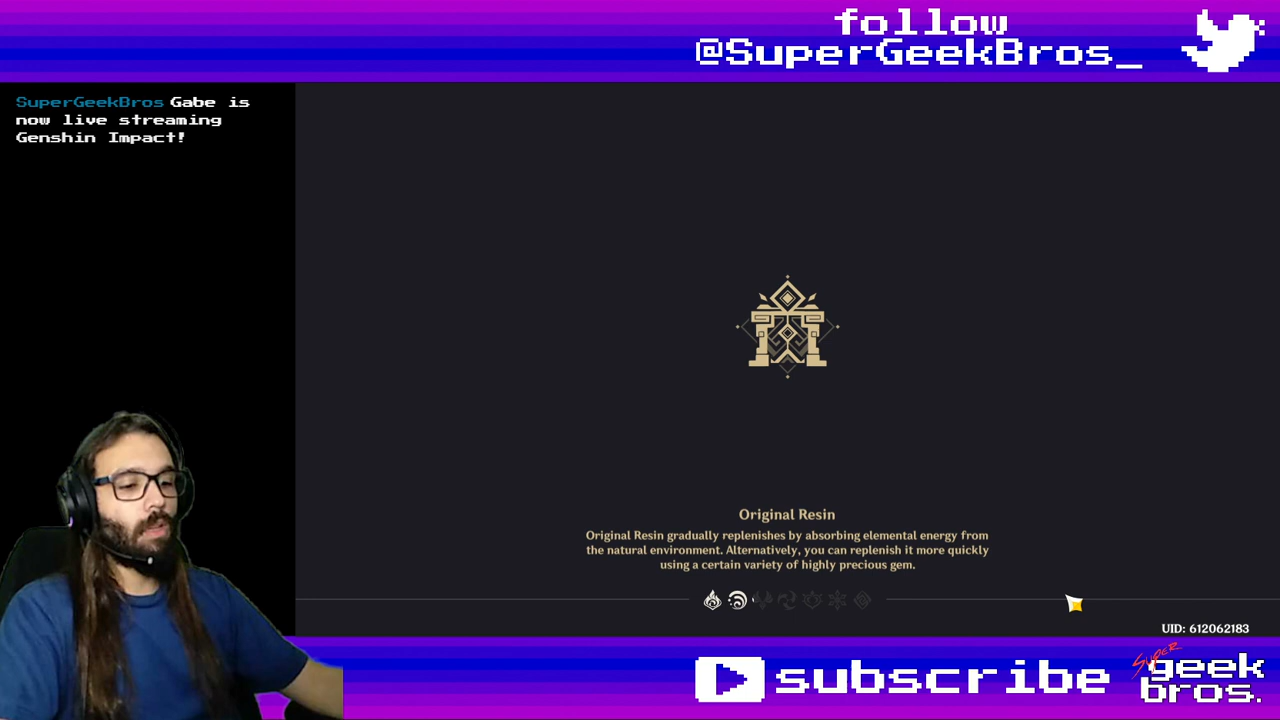 follow
@SuperGeekBros_
SuperGeekBros Gabe is
now live streaming
Genshin Impact!
Original Resin
Original Resin gradually replenishes by absorbing elemental energy from
the natural environment. Alternatively, you can replenish it more quickly
using a certain variety of highly precious gem.
UID: 612062183
subscribe
SUPER
geek
bros.